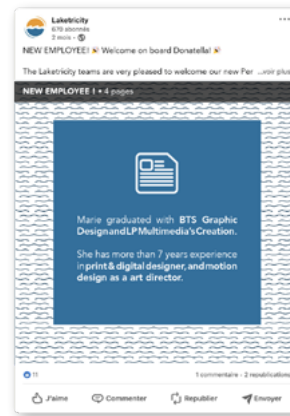 Laketricity
679 abonnés
2 mois •
NEW EMPLOYEE! 🎉 Welcome on board Donatella! 🎉
The Laketricity teams are very pleased to welcome our new Per ...voir plus
NEW EMPLOYEE ! • 4 pages
Marie graduated with BTS Graphic
Design and LP Multimedia's Creation.
She has more than 7 years experience
in print & digital designer, and motion
design as a art director.
11
1 commentaire · 2 republications
J'aime
Commenter
Republier
Envoyer